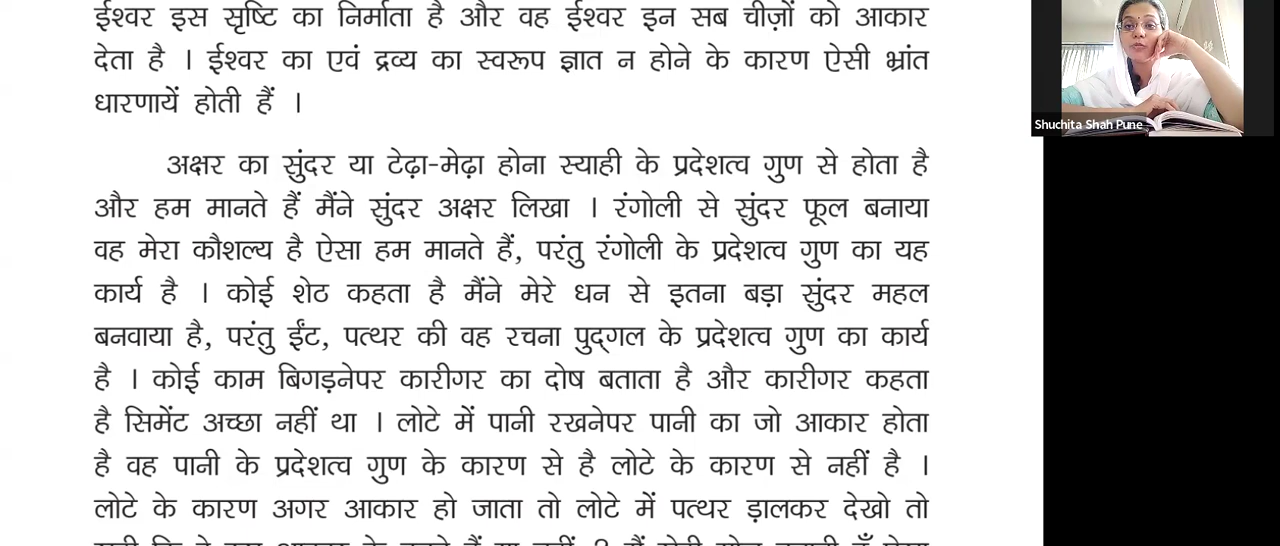 ईश्वर इस सृष्टि का निर्माता है और वह ईश्वर इन सब चीज़ों को आकार
देता है । ईश्वर का एवं द्रव्य का स्वरूप ज्ञात न होने के कारण ऐसी भ्रांत
धारणायें होती हैं ।
अक्षर का सुंदर या टेढ़ा-मेढ़ा होना स्याही के प्रदेशत्व गुण से होता है
और हम मानते हैं मैंने सुंदर अक्षर लिखा । रंगोली से सुंदर फूल बनाया
वह मेरा कौशल्य है ऐसा हम मानते हैं, परंतु रंगोली के प्रदेशत्व गुण का यह
कार्य है । कोई शेठ कहता है मैंने मेरे धन से इतना बड़ा सुंदर महल
बनवाया है, परंतु ईंट, पत्थर की वह रचना पुद्‌गल के प्रदेशत्व गुण का कार्य
है । कोई काम बिगड़नेपर कारीगर का दोष बताता है और कारीगर कहता
है सिमेंट अच्छा नहीं था । लोटे में पानी रखनेपर पानी का जो आकार होता
है वह पानी के प्रदेशत्व गुण के कारण से है लोटे के कारण से नहीं है ।
लोटे के कारण अगर आकार हो जाता तो लोटे में पत्थर ड़ालकर देखो तो
Shuchita Shah Pune